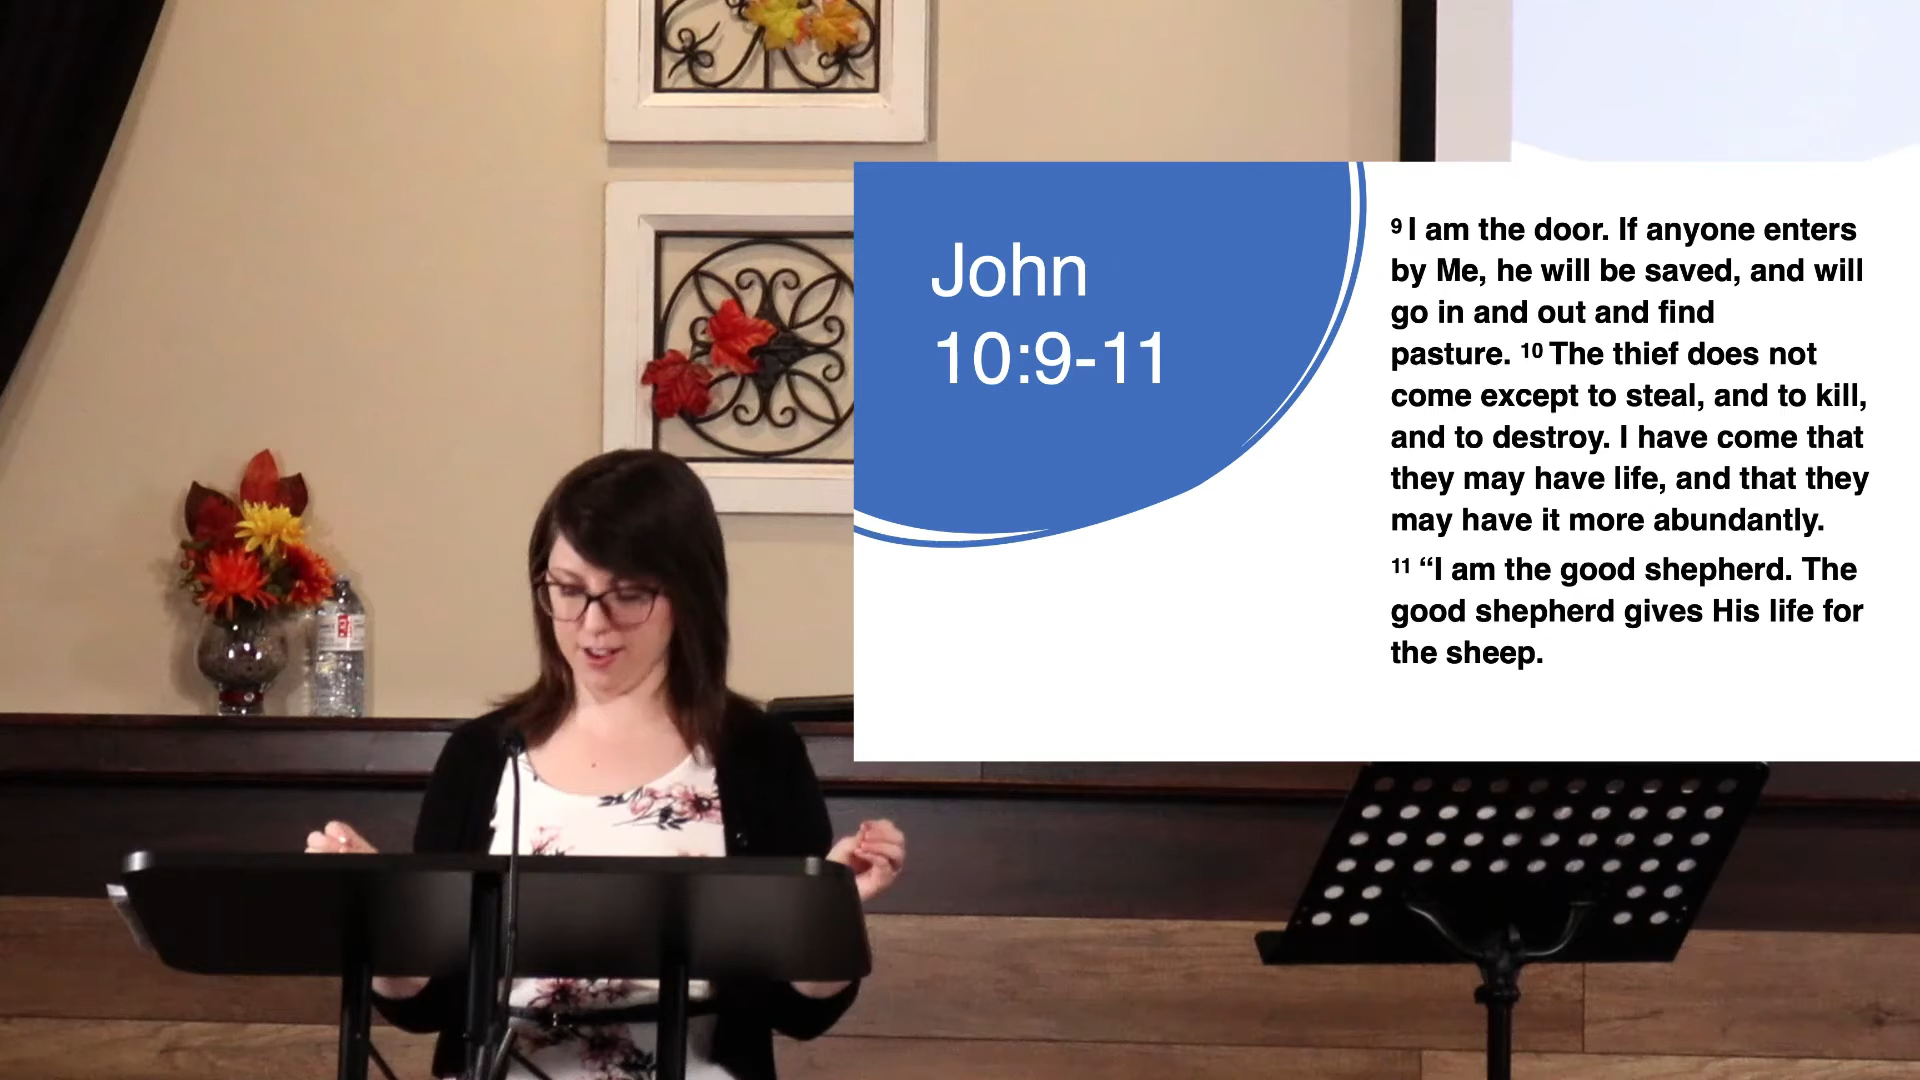 John
10:9-11
9 I am the door. If anyone enters
by Me, he will be saved, and will
go in and out and find
pasture. 10 The thief does not
come except to steal, and to kill,
and to destroy. I have come that
they may have life, and that they
may have it more abundantly.
11 “I am the good shepherd. The
good shepherd gives His life for
the sheep.